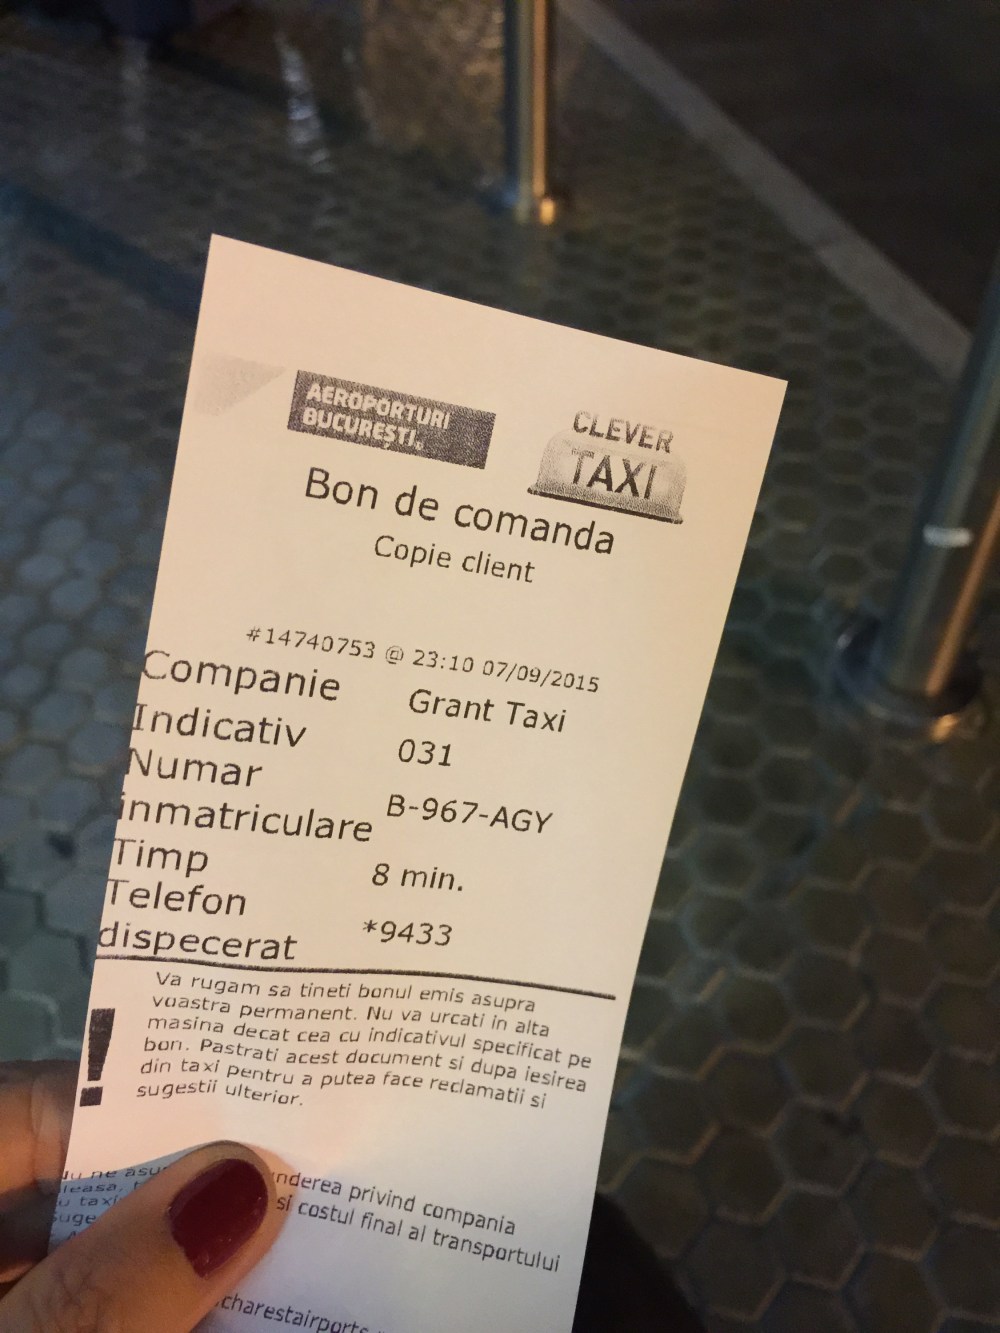 AEROPORTURI
BUCUREȘTI.
CLEVER
TAXI
Bon de comanda
Copie client
#14740753 @ 23:10 07/09/2015
Companie Grant Taxi
Indicativ 031
Numar
inmatriculare B-967-AGY
Timp 8 min.
Telefon
dispecerat *9433
!
Va rugam sa tineti bonul emis asupra
voastra permanent. Nu va urcati in alta
masina decat cea cu indicativul specificat pe
bon. Pastrati acest document si dupa iesirea
din taxi pentru a putea face reclamatii si
sugestii ulterior.
ne privind compania
si costul final al transportului